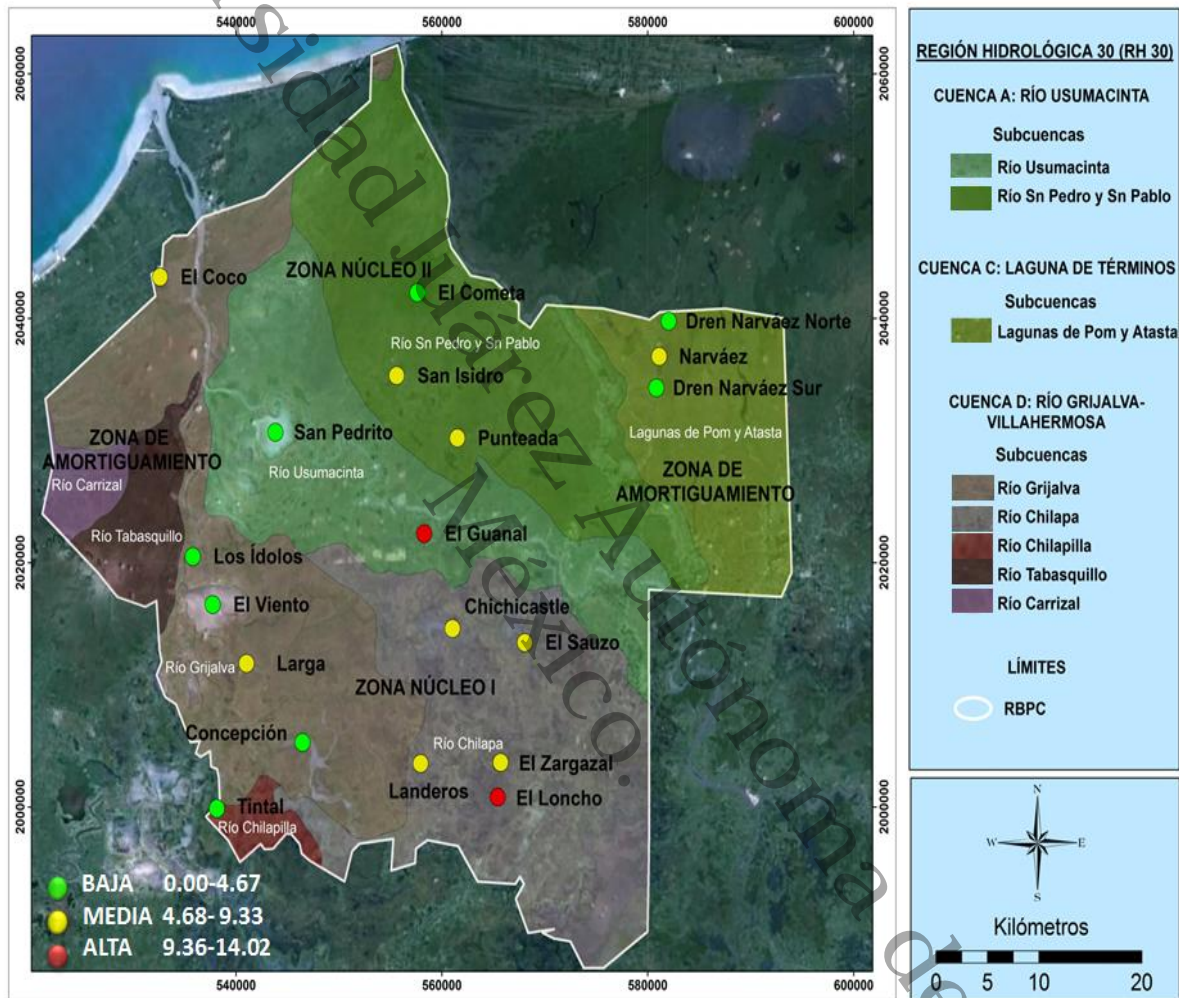 540000
560000
580000
600000
2060000
2060000
2040000
2040000
2020000
2020000
2000000
2000000
El Coco
ZONA NÚCLEO II
El Cometa
Dren Narváez Norte
Río Sn Pedro y Sn Pablo
Narváez
San Isidro
Dren Narváez Sur
ZONA DE
AMORTIGUAMIENTO
San Pedrito
Punteada
Lagunas de Pom y Atasta
Río Carrizal
Río Usumacinta
ZONA DE
AMORTIGUAMIENTO
Río Tabasquillo
El Guanal
Los Ídolos
El Viento
Chichicastle
El Sauzo
Río Grijalva
Larga
ZONA NÚCLEO I
Concepción
Río Chilapa
El Zargazal
Landeros
El Loncho
Tintal
Río Chilapilla
BAJA 0.00-4.67
MEDIA 4.68-9.33
ALTA 9.36-14.02
540000
560000
580000
600000
REGIÓN HIDROLÓGICA 30 (RH 30)
CUENCA A: RÍO USUMACINTA
Subcuencas
Río Usumacinta
Río Sn Pedro y Sn Pablo
CUENCA C: LAGUNA DE TÉRMINOS
Subcuencas
Lagunas de Pom y Atasta
CUENCA D: RÍO GRIJALVA-
VILLAHERMOSA
Subcuencas
Río Grijalva
Río Chilapa
Río Chilapilla
Río Tabasquillo
Río Carrizal
LÍMITES
RBPC
N
W
E
S
Kilómetros
0 5 10 20
sidad Juárez Autónoma de
México.